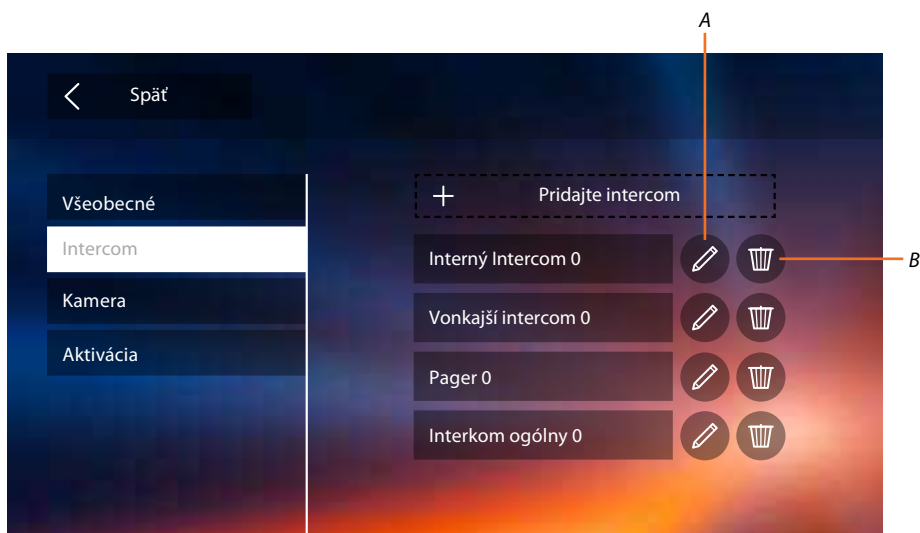 A
Späť
Všeobecné
Intercom
Kamera
Aktivácia
Pridajte intercom
Interný Intercom 0
B
Vonkajší intercom 0
Pager 0
Interkom ogólny 0